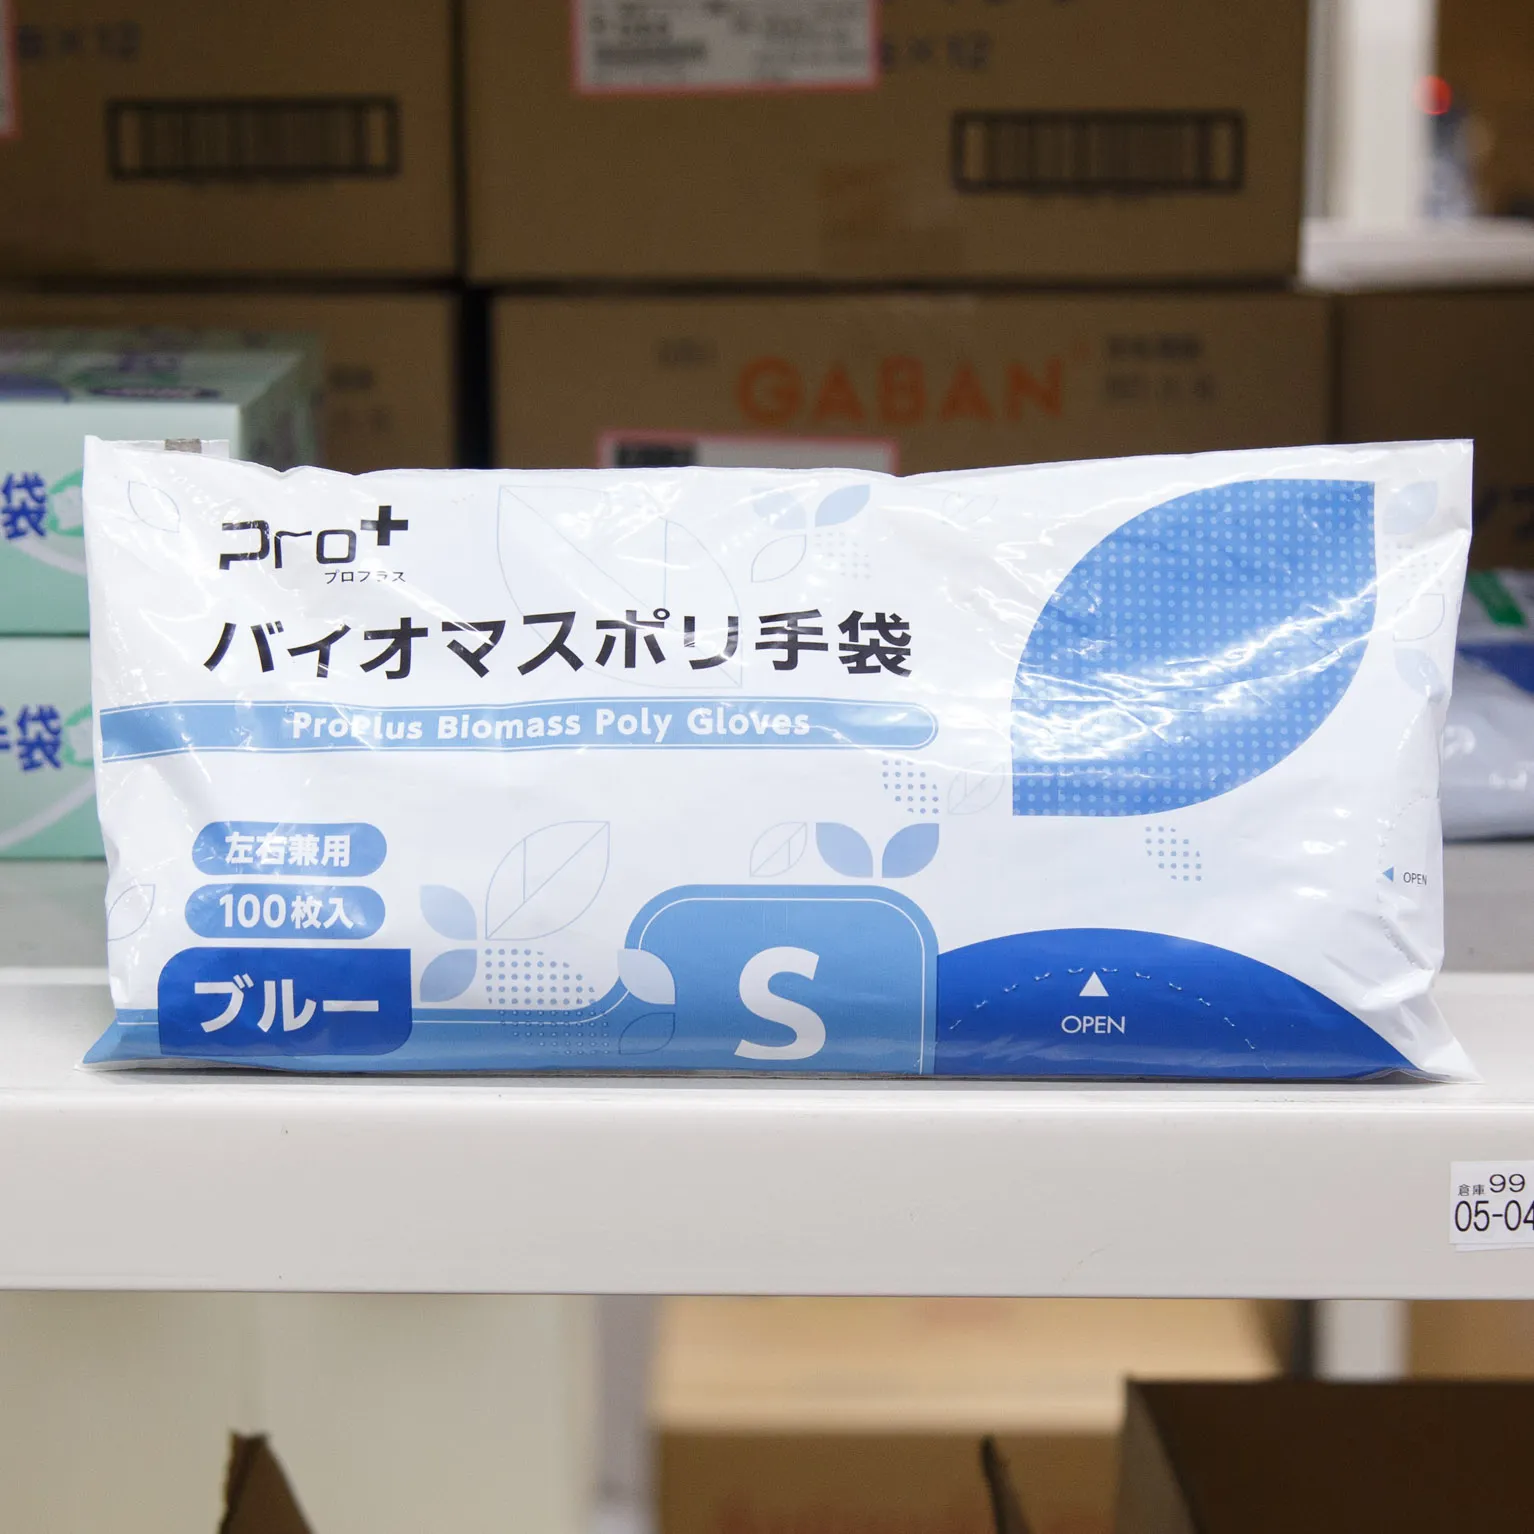 GABAN
袋
手袋
Pro+
プロプラス
バイオマスポリ手袋
ProPlus Biomass Poly Gloves
左右兼用
100枚入
ブルー
S
OPEN
OPEN
倉庫 99
05-04